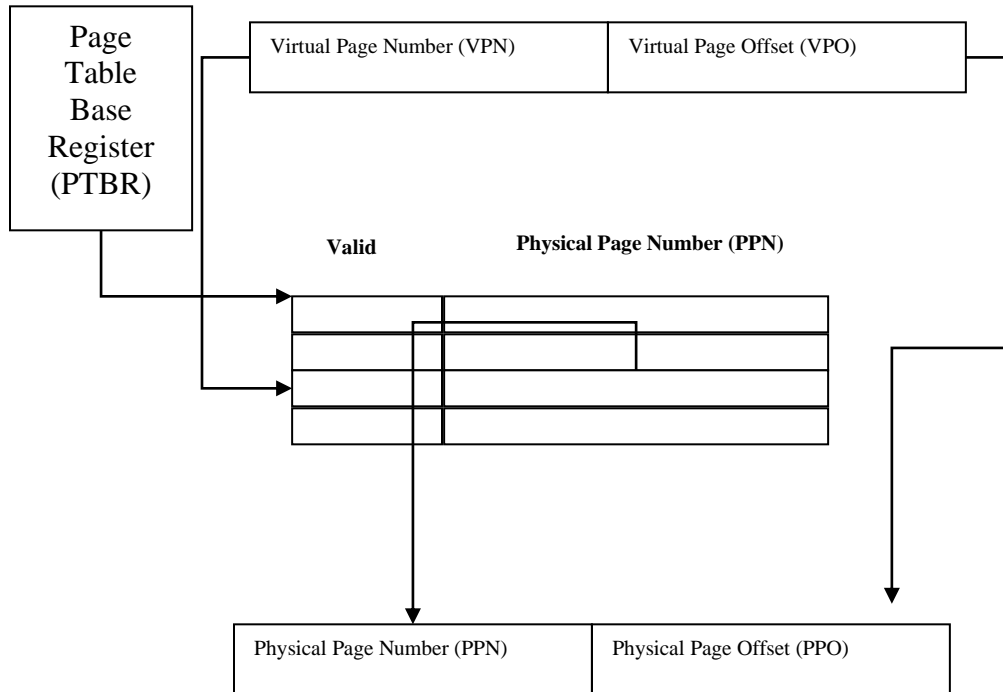 Page
Table
Base
Register
(PTBR)
Virtual Page Number (VPN)
Virtual Page Offset (VPO)
Valid
Physical Page Number (PPN)
Physical Page Number (PPN)
Physical Page Offset (PPO)